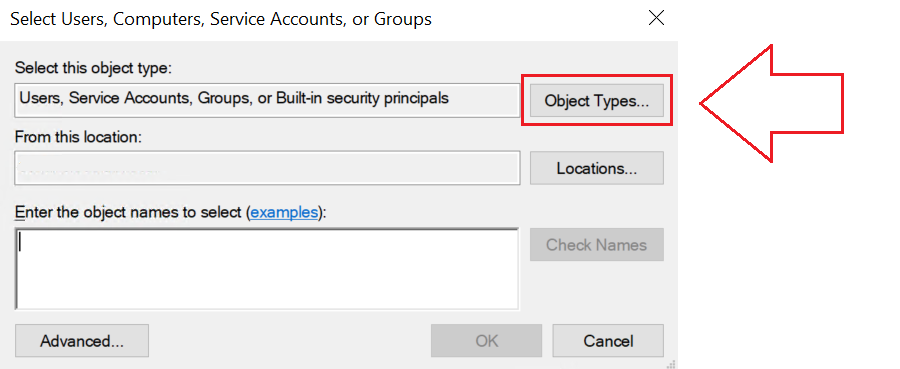 Select Users, Computers, Service Accounts, or Groups
Select this object type:
Users, Service Accounts, Groups, or Built-in security principals
Object Types...
From this location:
Locations...
Enter the object names to select (examples):
Check Names
Advanced...
OK
Cancel